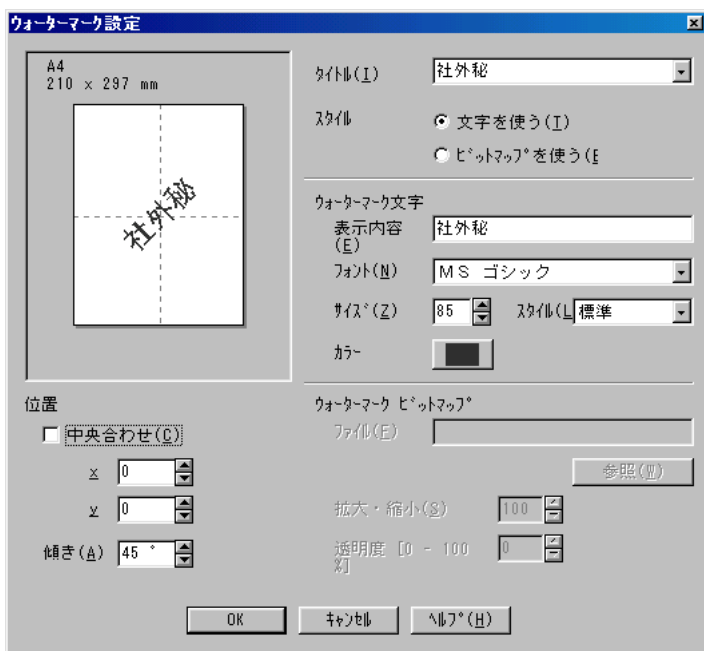 ウォーターマーク設定
A4
210 x 297 mm
社外秘
ﾀｲﾄﾙ(I) 社外秘
ｽﾀｲﾙ 文字を使う(T)
ﾋﾞｯﾄﾏｯﾌﾟを使う(E
ｳｫｰﾀｰﾏｰｸ文字
表示内容
(E) 社外秘
ﾌｫﾝﾄ(N) ＭＳ ゴシック
ｻｲｽﾞ(Z) 85 ｽﾀｲﾙ(L 標準
ｶﾗｰ
位置
中央合わせ(C)
x 0
y 0
傾き(A) 45 °
ｳｫｰﾀｰﾏｰｸ ﾋﾞｯﾄﾏｯﾌﾟ
ﾌｧｲﾙ(F)
参照(W)
拡大・縮小(S) 100
透明度 [0 - 100
%] 0
OK ｷｬﾝｾﾙ ﾍﾙﾌﾟ(H)